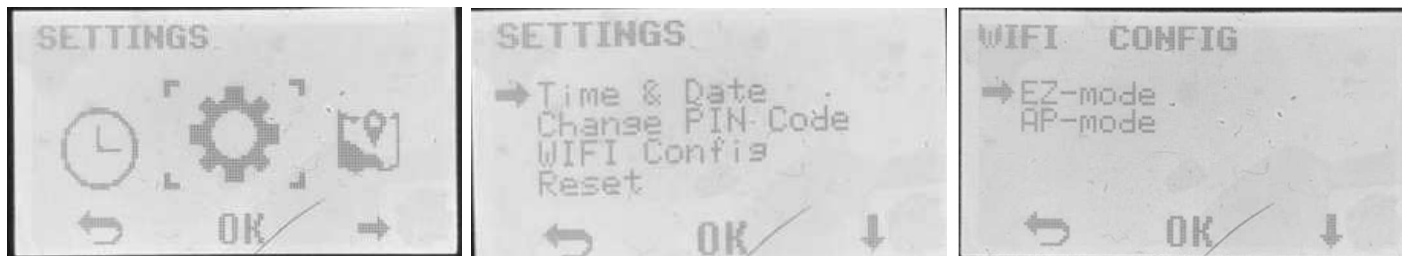 SETTINGS
OK
SETTINGS
Time & Date
Change PIN Code
WIFI Config
Reset
OK
WIFI CONFIG
EZ-mode
AP-mode
OK